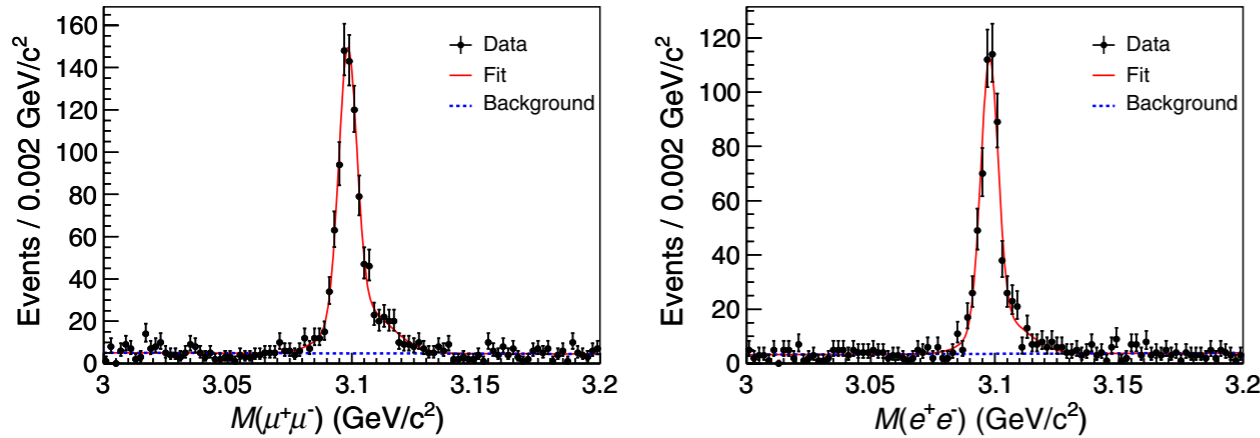 Events / 0.002 GeV/c²
160
140
120
100
80
60
40
20
0
Data
Fit
Background
3 3.05 3.1 3.15 3.2
M(μ⁺μ⁻) (GeV/c²)
Events / 0.002 GeV/c²
120
100
80
60
40
20
0
Data
Fit
Background
3 3.05 3.1 3.15 3.2
M(e⁺e⁻) (GeV/c²)